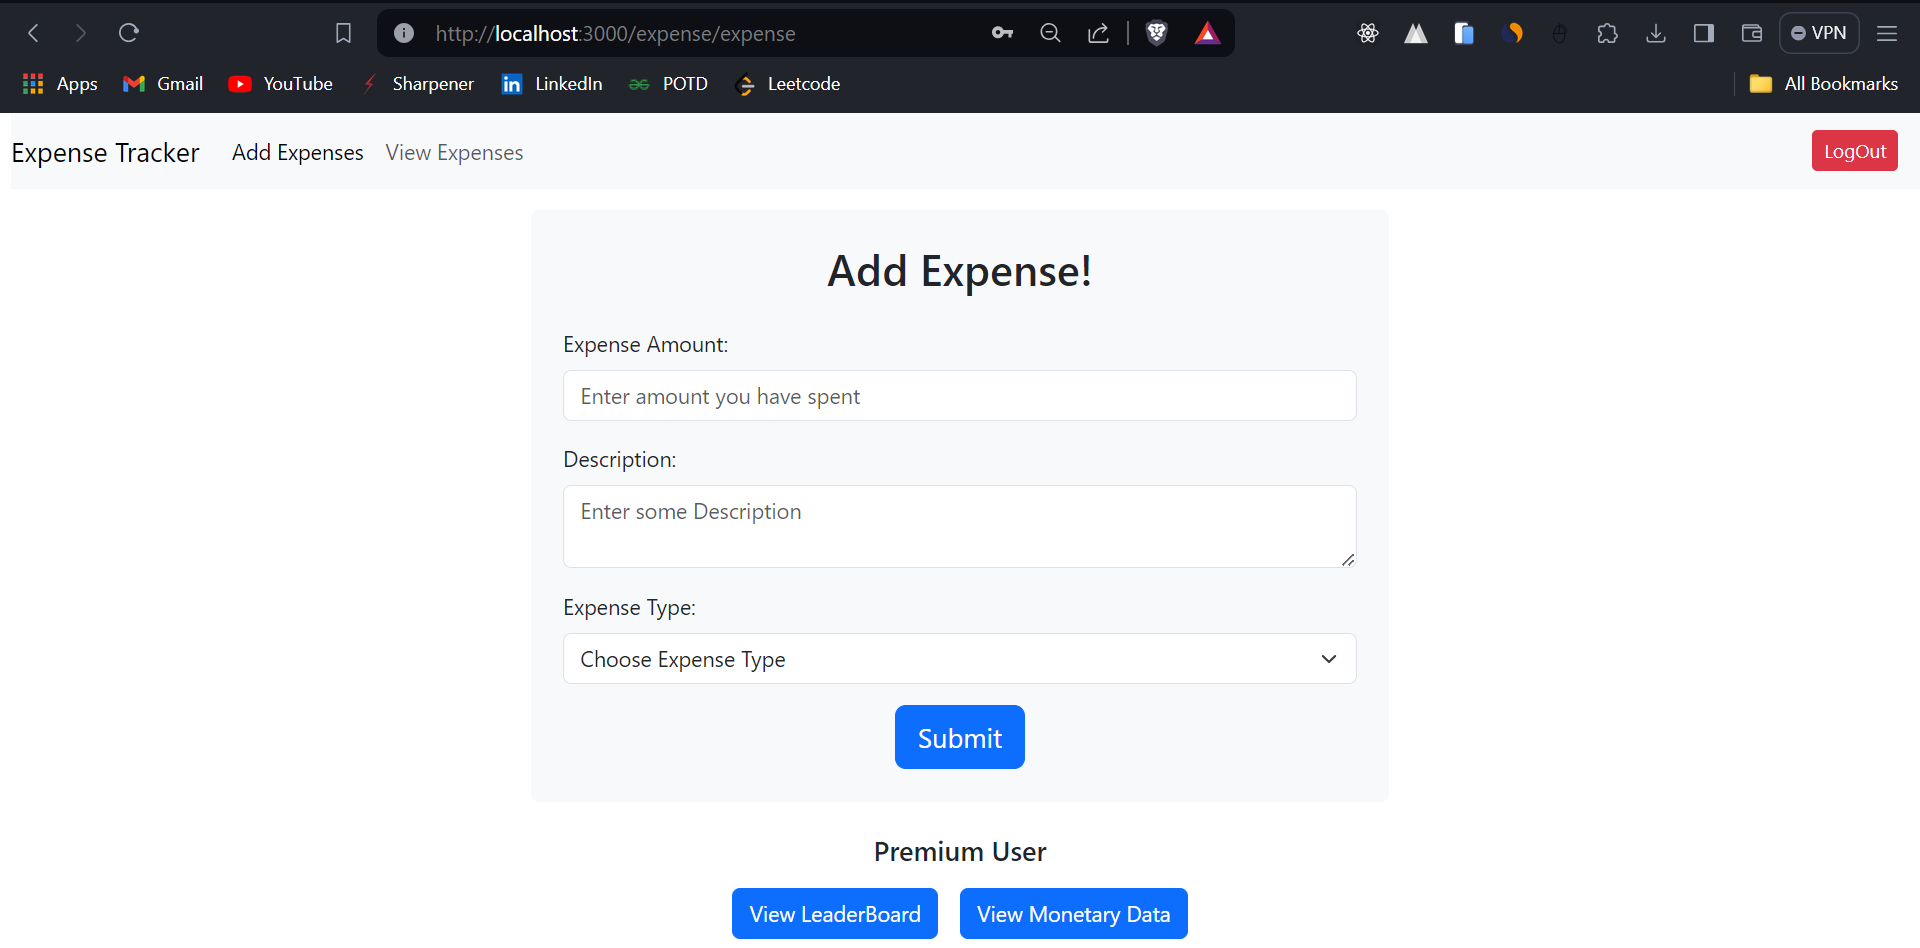 http://localhost:3000/expense/expense VPN
Apps Gmail YouTube Sharpener in LinkedIn POTD Leetcode All Bookmarks
Expense Tracker Add Expenses View Expenses LogOut
Add Expense!
Expense Amount:
Enter amount you have spent
Description:
Enter some Description
Expense Type:
Choose Expense Type
Submit
Premium User
View LeaderBoard View Monetary Data